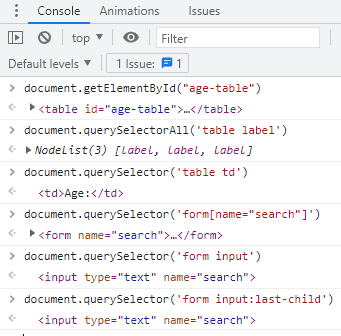 Console Animations Issues
top Filter
Default levels 1 Issue: 1
> document.getElementById("age-table")
<table id="age-table">…</table>
> document.querySelectorAll('table label')
NodeList(3) [label, label, label]
> document.querySelector('table td')
<td>Age:</td>
> document.querySelector('form[name="search"]')
<form name="search">…</form>
> document.querySelector('form input')
<input type="text" name="search">
> document.querySelector('form input:last-child')
<input type="text" name="search">